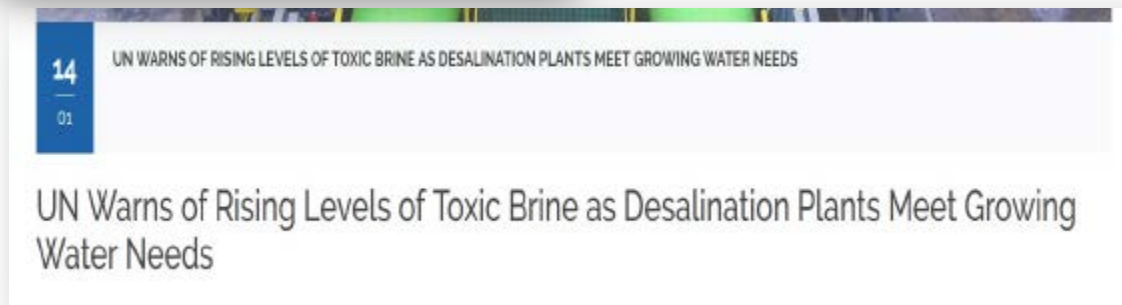 14
01
UN WARNS OF RISING LEVELS OF TOXIC BRINE AS DESALINATION PLANTS MEET GROWING WATER NEEDS
UN Warns of Rising Levels of Toxic Brine as Desalination Plants Meet Growing
Water Needs